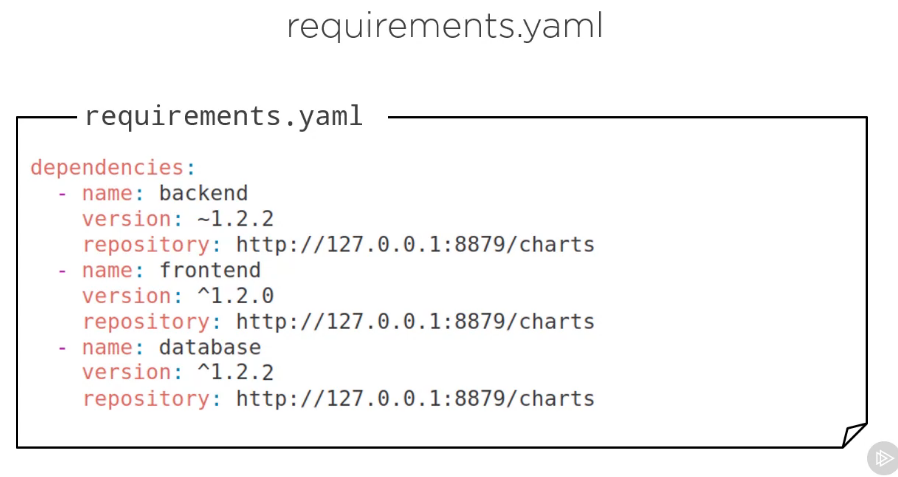 requirements.yaml
requirements.yaml
dependencies:
  - name: backend
    version: ~1.2.2
    repository: http://127.0.0.1:8879/charts
  - name: frontend
    version: ^1.2.0
    repository: http://127.0.0.1:8879/charts
  - name: database
    version: ^1.2.2
    repository: http://127.0.0.1:8879/charts